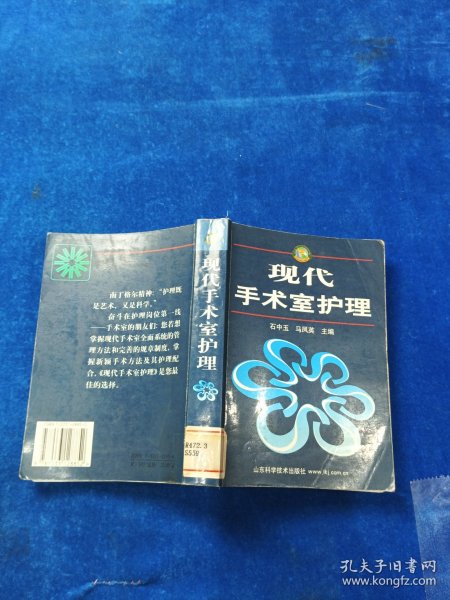 南丁格尔精神:“护理既
是艺术,又是科学。”
奋斗在护理岗位第一线
——手术室的朋友们:您若想
掌握现代手术室全面系统的管
理方法和完善的规章制度,掌
握新颖手术方法及其护理配
合,《现代手术室护理》是您最
佳的选择。
现代手术室护理
R472.3
S559
现代
手术室护理
石中玉 马凤英 主编
山东科学技术出版社 www.lkj.com.cn
孔夫子旧书网
www.kongfz.com